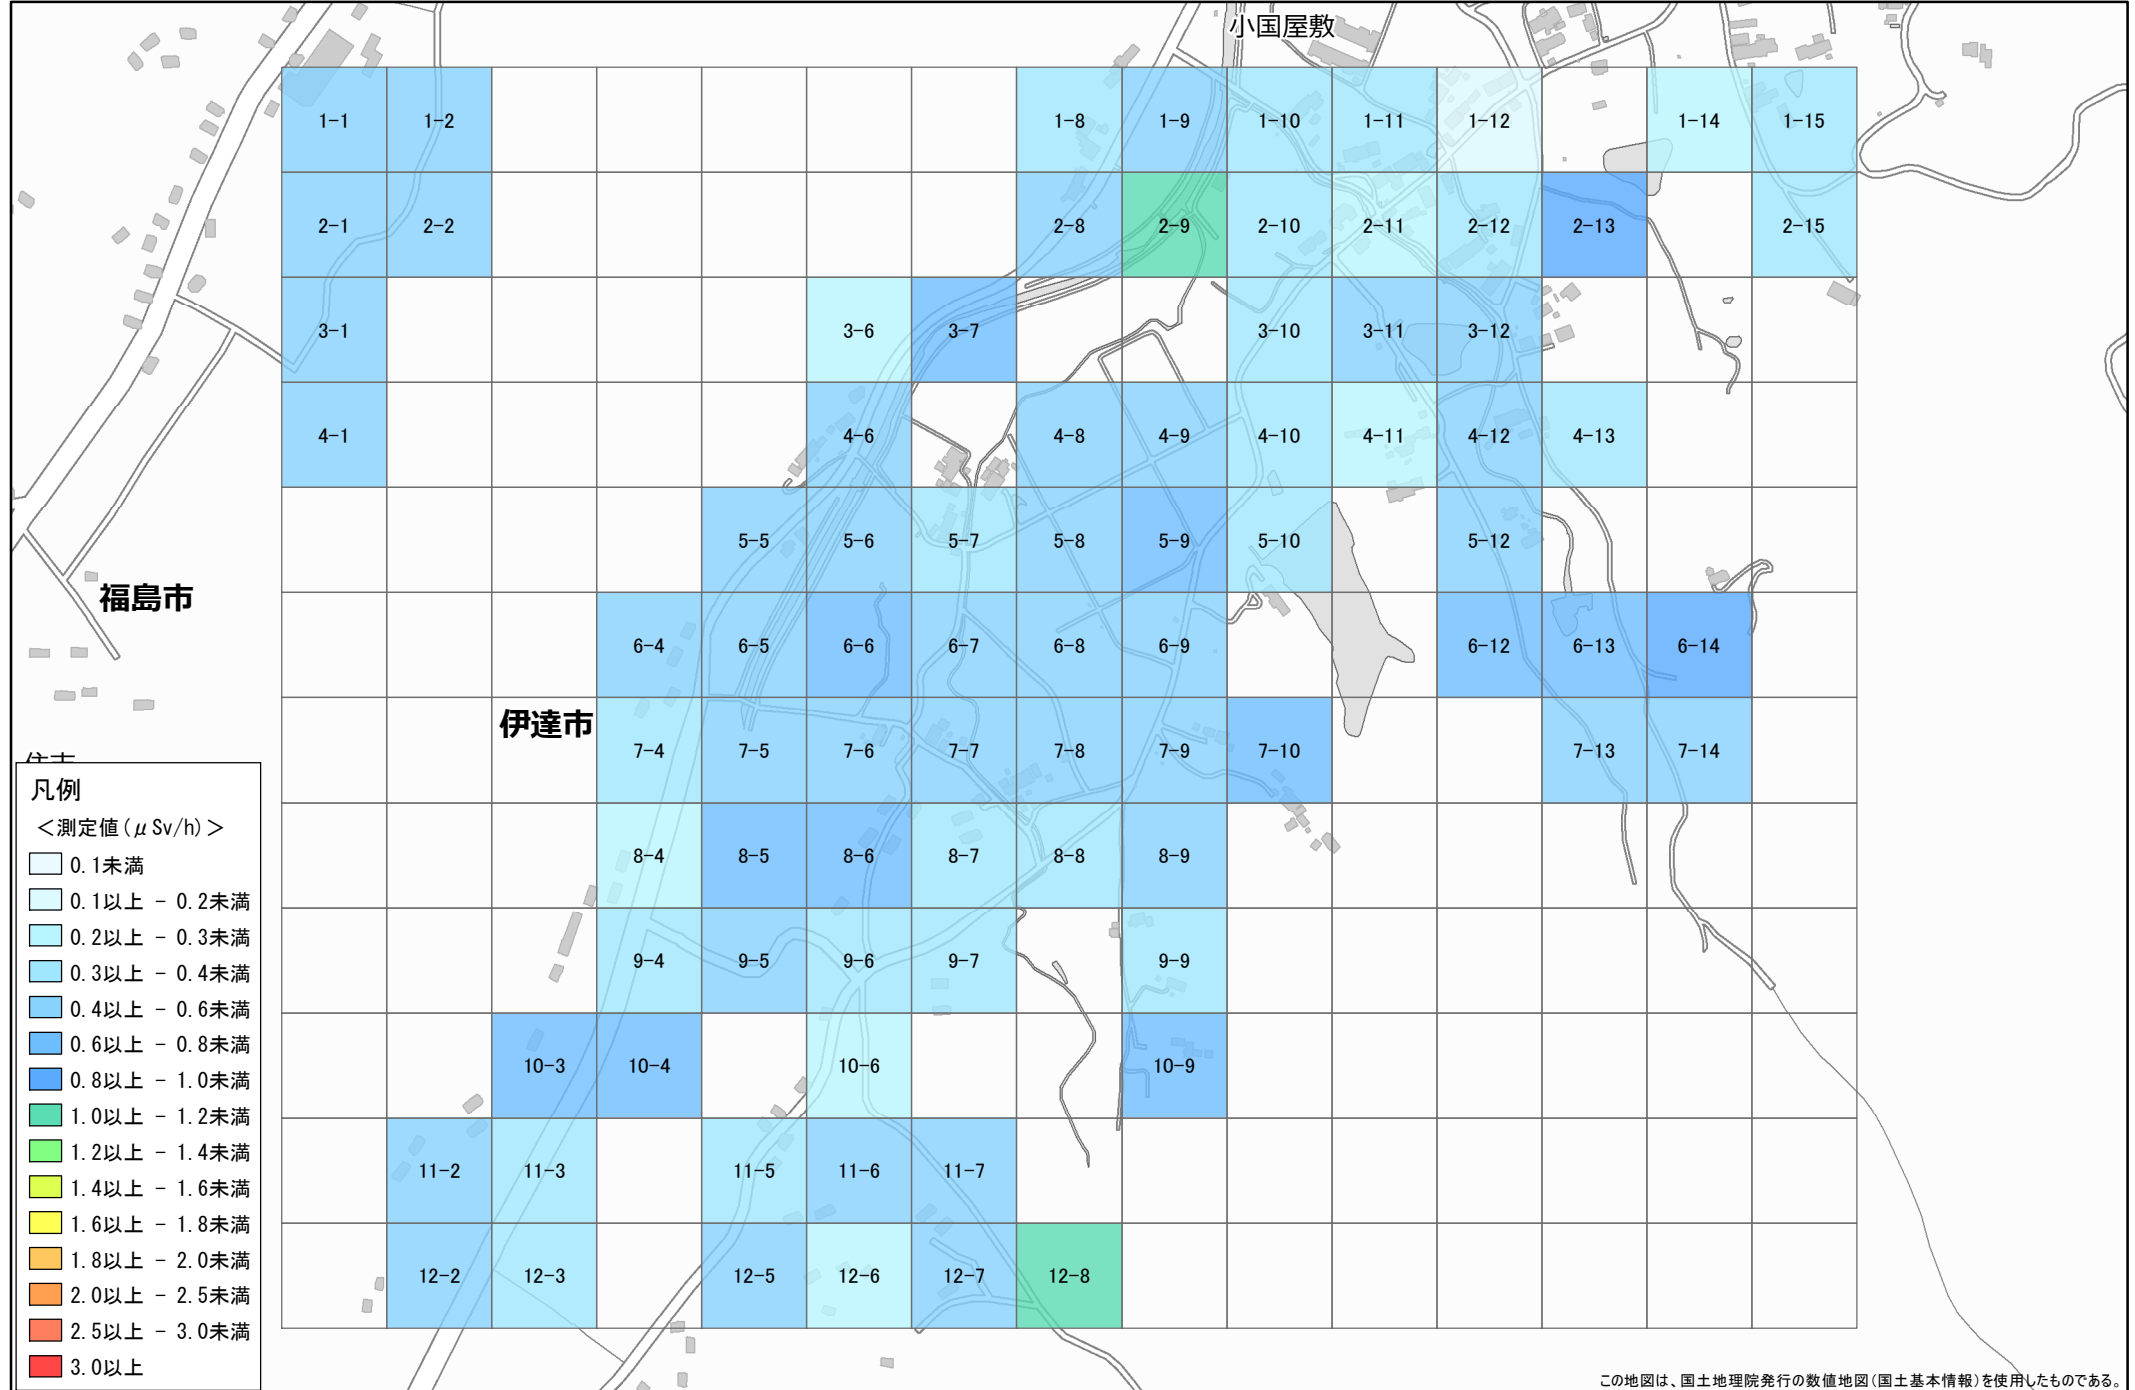 小国屋敷
1-1 1-2 1-8 1-9 1-10 1-11 1-12 1-14 1-15
2-1 2-2 2-8 2-9 2-10 2-11 2-12 2-13 2-15
3-1 3-6 3-7 3-10 3-11 3-12
4-1 4-6 4-8 4-9 4-10 4-11 4-12 4-13
5-5 5-6 5-7 5-8 5-9 5-10 5-12
福島市
6-4 6-5 6-6 6-7 6-8 6-9 6-12 6-13 6-14
伊達市
7-4 7-5 7-6 7-7 7-8 7-9 7-10 7-13 7-14
8-4 8-5 8-6 8-7 8-8 8-9
9-4 9-5 9-6 9-7 9-9
10-3 10-4 10-6 10-9
11-2 11-3 11-5 11-6 11-7
12-2 12-3 12-5 12-6 12-7 12-8
凡例
＜測定値(μSv/h)＞
0.1未満
0.1以上 － 0.2未満
0.2以上 － 0.3未満
0.3以上 － 0.4未満
0.4以上 － 0.6未満
0.6以上 － 0.8未満
0.8以上 － 1.0未満
1.0以上 － 1.2未満
1.2以上 － 1.4未満
1.4以上 － 1.6未満
1.6以上 － 1.8未満
1.8以上 － 2.0未満
2.0以上 － 2.5未満
2.5以上 － 3.0未満
3.0以上
この地図は、国土地理院発行の数値地図(国土基本情報)を使用したものである。